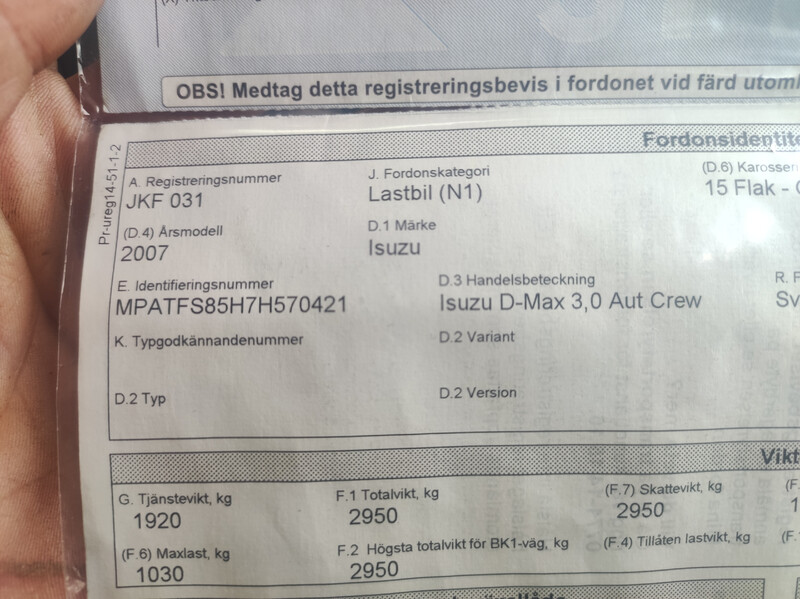 OBS! Medtag detta registreringsbevis i fordonet vid färd utom
Pr-ureg14-51-1-2
Fordonsidentite
A. Registreringsnummer J. Fordonskategori (D.6) Karossen
JKF 031 Lastbil (N1) 15 Flak -
(D.4) Årsmodell D.1 Märke
2007 Isuzu
E. Identifieringsnummer D.3 Handelsbeteckning R. F
MPATFS85H7H570421 Isuzu D-Max 3,0 Aut Crew Sv
K. Typgodkännandenummer D.2 Variant
D.2 Typ D.2 Version
Vikt
G. Tjänstevikt, kg F.1 Totalvikt, kg (F.7) Skattevikt, kg (F.
1920 2950 2950 1
(F.6) Maxlast, kg F.2 Högsta totalvikt för BK1-väg, kg (F.4) Tillåten lastvikt, kg (F.
1030 2950